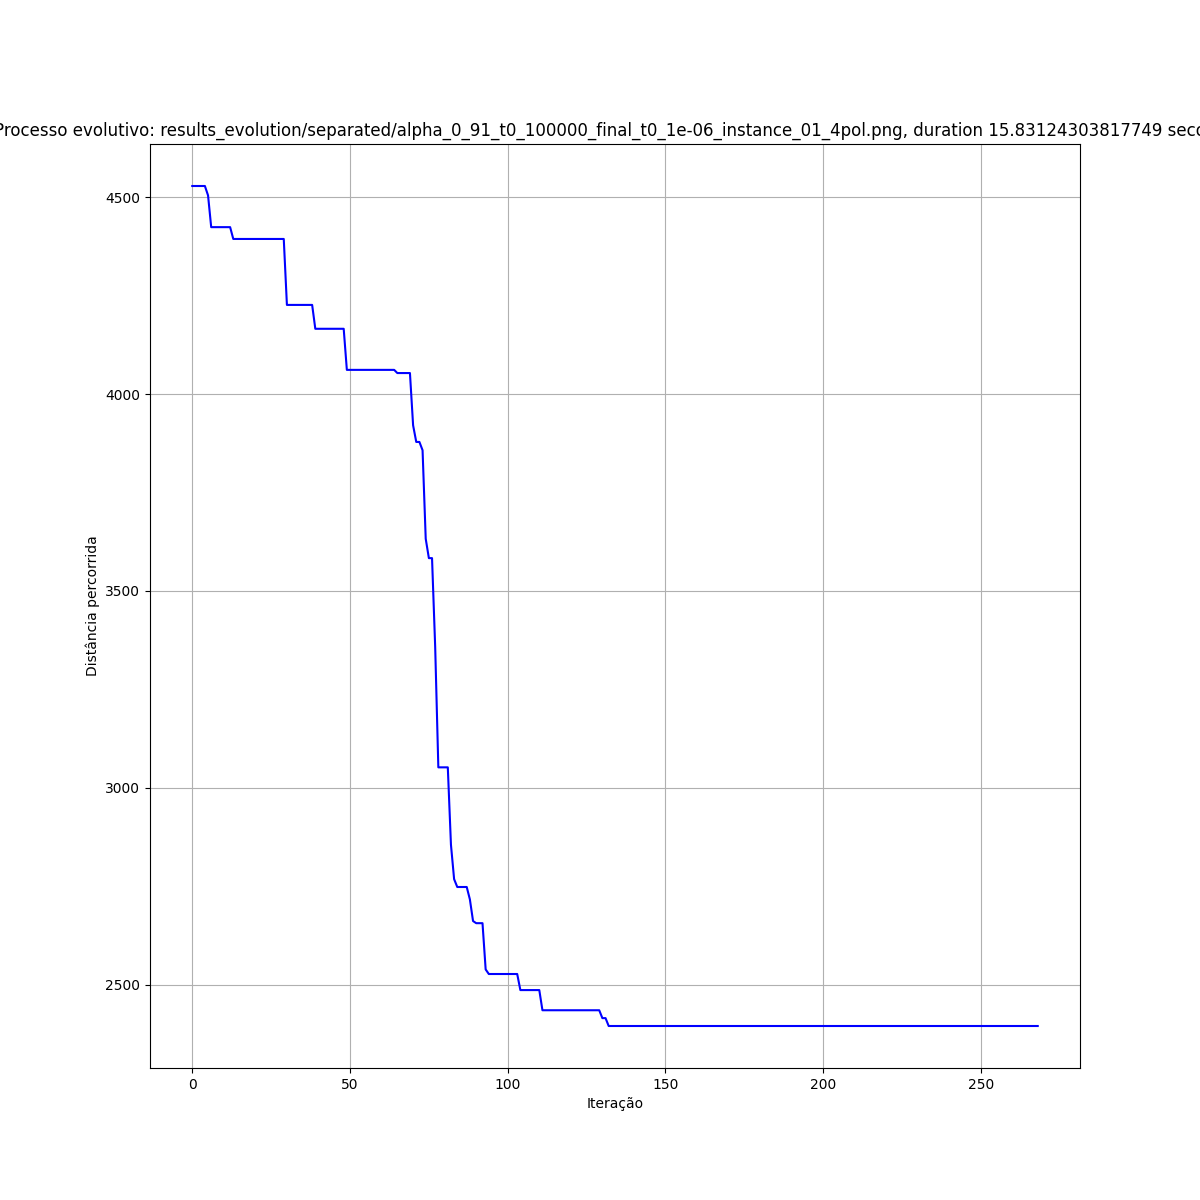 Processo evolutivo: results_evolution/separated/alpha_0_91_t0_100000_final_t0_1e-06_instance_01_4pol.png, duration 15.83124303817749
4500
4000
3500
3000
2500
Distância percorrida
0 50 100 150 200 250
Iteração